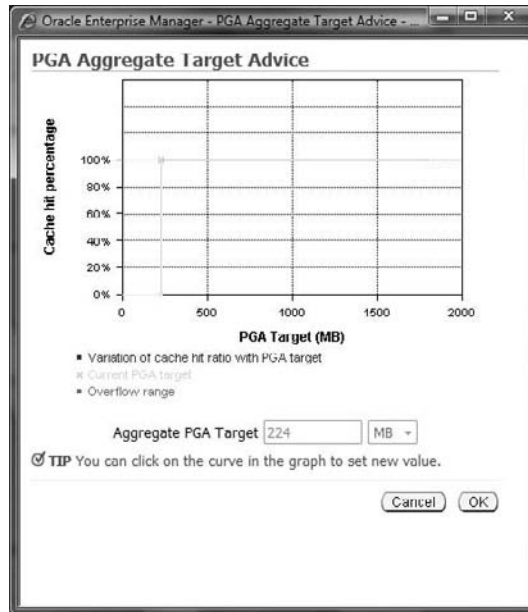 Oracle Enterprise Manager - PGA Aggregate Target Advice - ...
PGA Aggregate Target Advice
Cache hit percentage
100%
80%
60%
40%
20%
0%
0 500 1000 1500 2000
PGA Target (MB)
Variation of cache hit ratio with PGA target
Current PGA target
Overflow range
Aggregate PGA Target 224 MB
TIP You can click on the curve in the graph to set new value.
Cancel OK